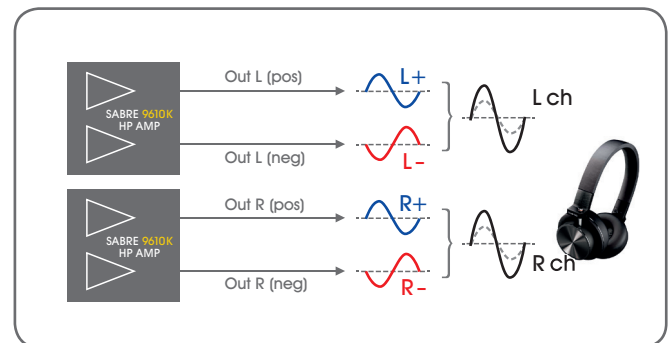 Out L (pos)
L+
SABRE 9610K
HP AMP
L ch
Out L (neg)
L-
Out R (pos)
R+
SABRE 9610K
HP AMP
R ch
Out R (neg)
R-